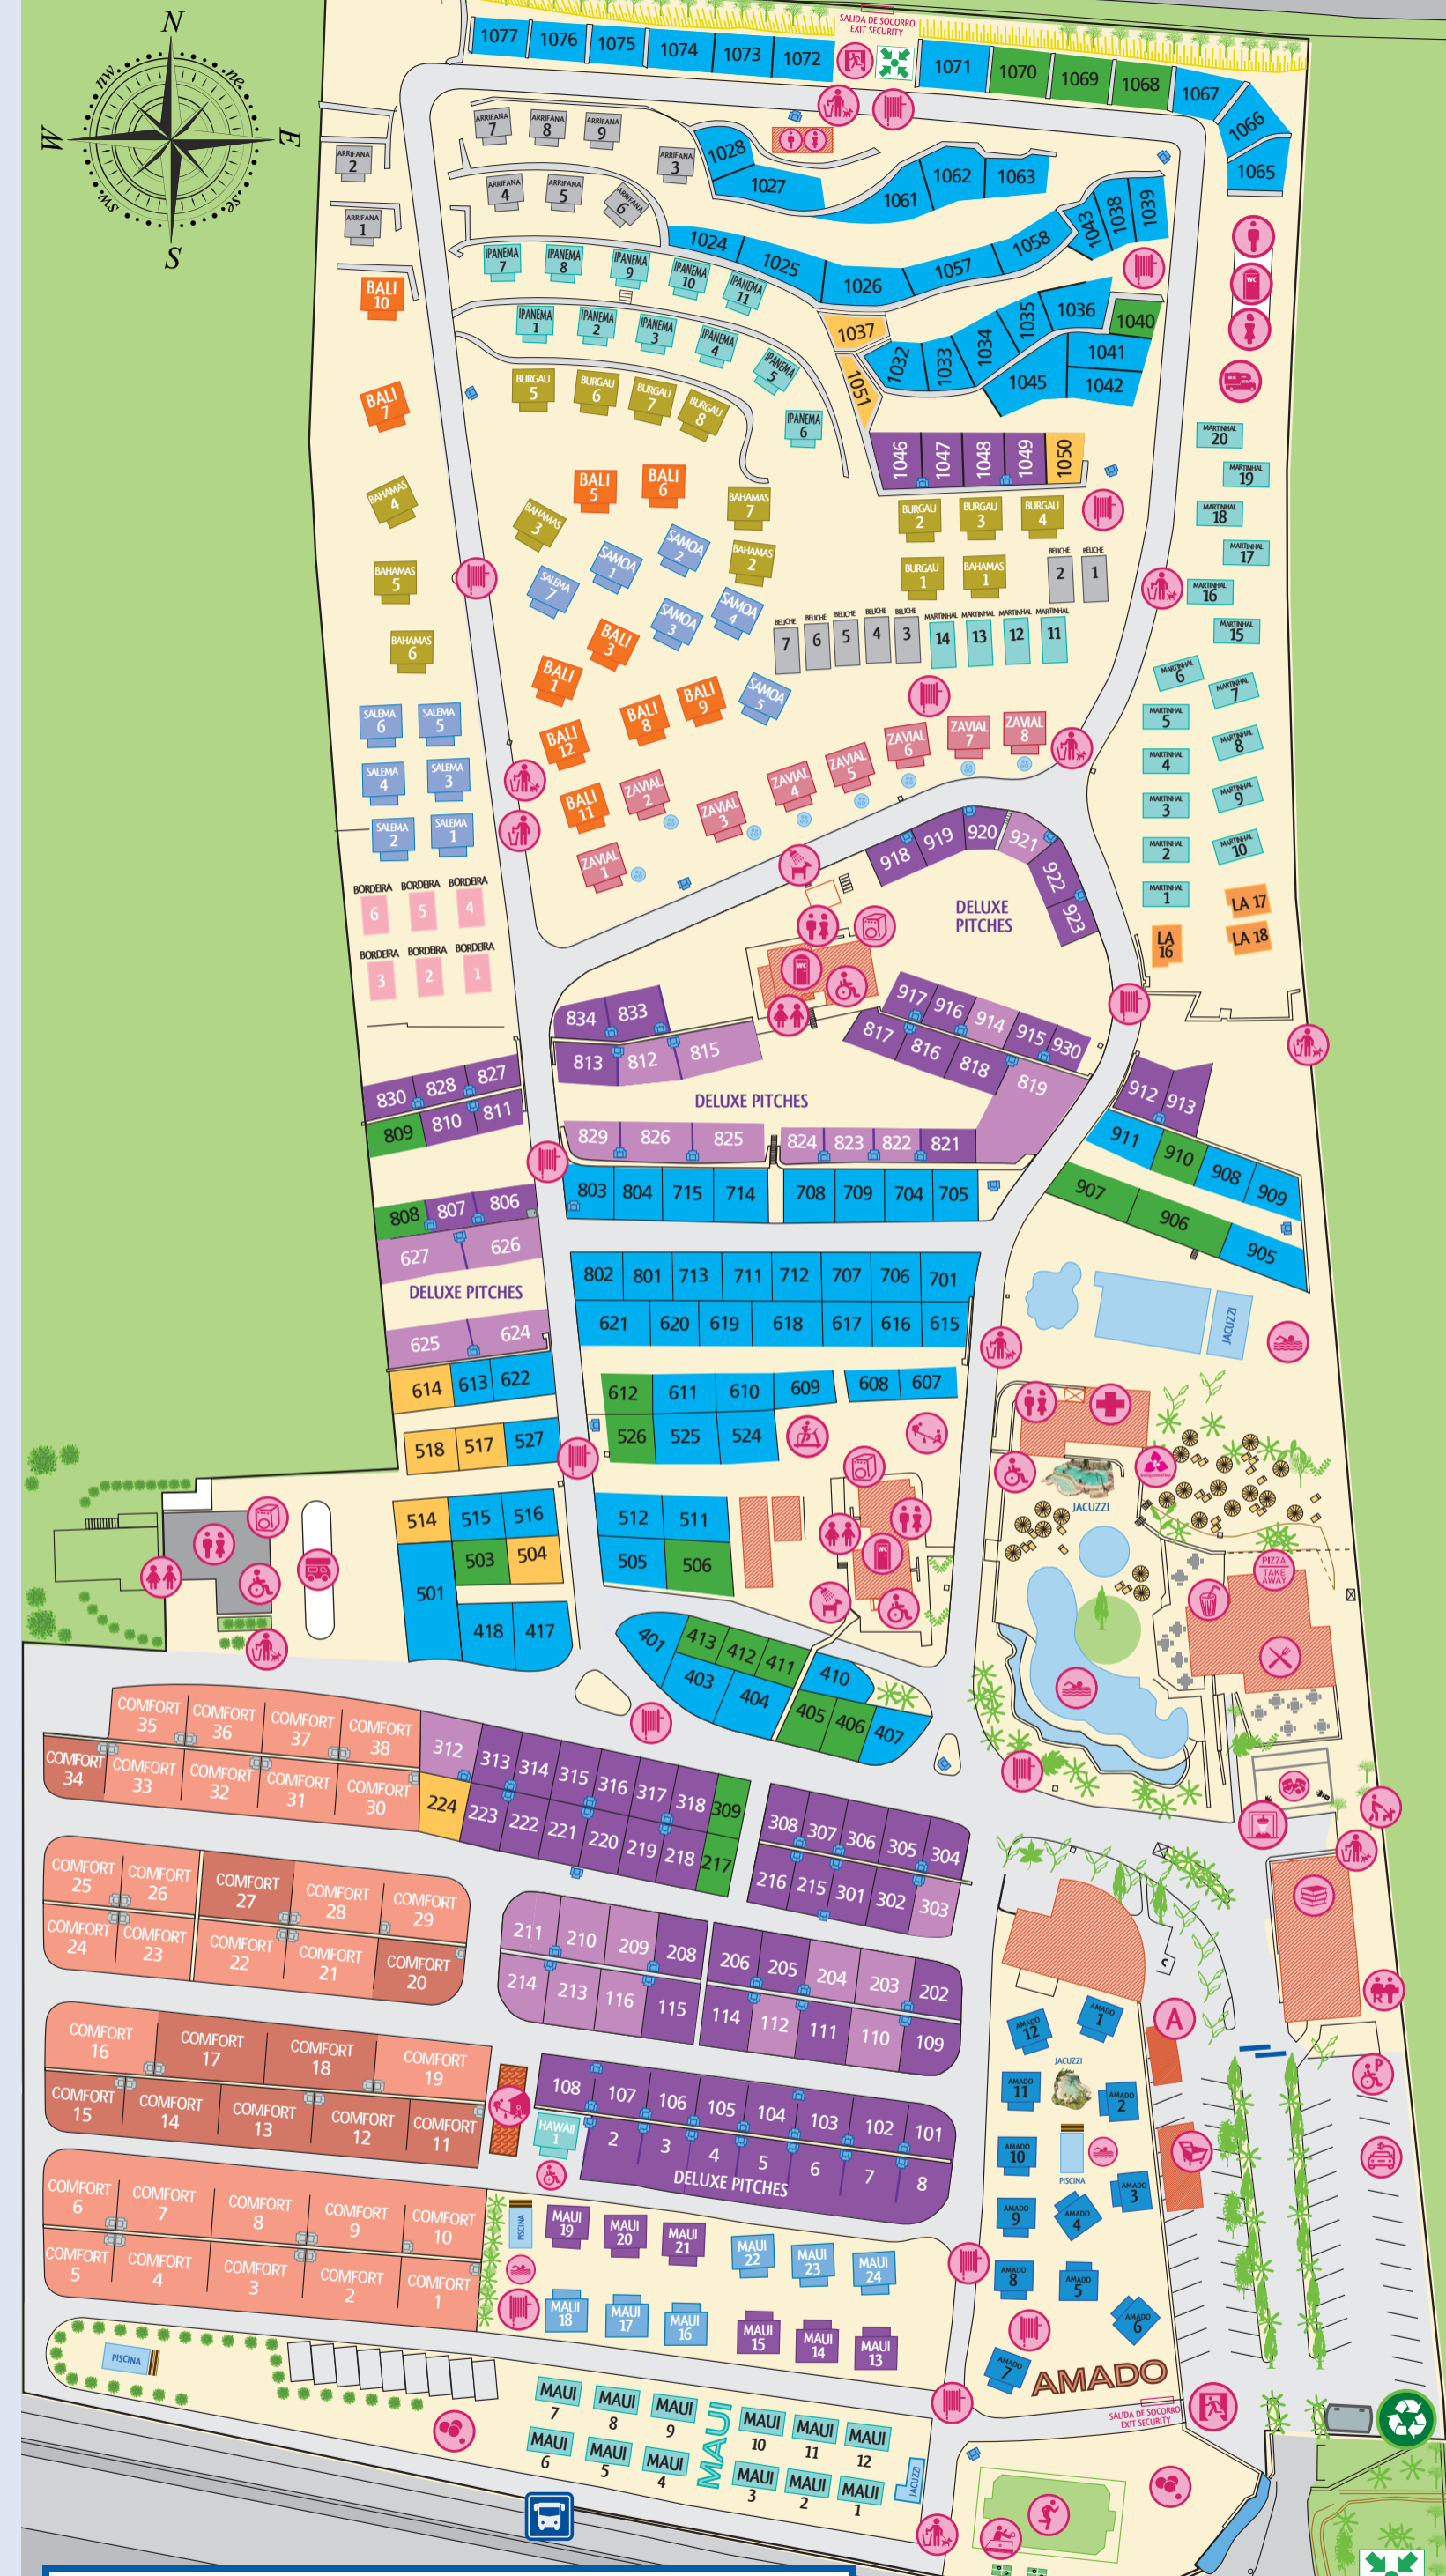 N
nw
ne
W
E
sw
se
S
SALIDA DE SOCORRO
EXIT SECURITY
1077
1076
1075
1074
1073
1072
1071
1070
1069
1068
1067
1066
1065
ARRIFANA
7
ARRIFANA
8
ARRIFANA
9
ARRIFANA
2
ARRIFANA
3
ARRIFANA
4
ARRIFANA
5
ARRIFANA
6
ARRIFANA
1
1028
1027
1061
1062
1063
1024
1025
1026
1057
1058
1043
1038
1039
IPANEMA
7
IPANEMA
8
IPANEMA
9
IPANEMA
10
IPANEMA
11
WC
BALI
10
IPANEMA
1
IPANEMA
2
IPANEMA
3
IPANEMA
4
IPANEMA
5
IPANEMA
6
1037
1051
1032
1033
1034
1035
1036
1040
1041
1045
1042
BALI
7
BURGAU
5
BURGAU
6
BURGAU
7
BURGAU
8
1046
1047
1048
1049
1050
MARTINHAL
20
MARTINHAL
19
MARTINHAL
18
MARTINHAL
17
MARTINHAL
16
MARTINHAL
15
BAHAMAS
4
BALI
5
BALI
6
BAHAMAS
7
BAHAMAS
3
BURGAU
2
BURGAU
3
BURGAU
4
SAMOA
2
SAMOA
1
BAHAMAS
2
BURGAU
1
BAHAMAS
1
BELICHE
2
BELICHE
1
BAHAMAS
5
SALEMA
7
SAMOA
3
SAMOA
4
BELICHE
7
BELICHE
6
BELICHE
5
BELICHE
4
BELICHE
3
MARTINHAL
14
MARTINHAL
13
MARTINHAL
12
MARTINHAL
11
BAHAMAS
6
BALI
3
BALI
1
BALI
8
BALI
9
SAMOA
5
BALI
12
BALI
11
MARTINHAL
6
MARTINHAL
7
MARTINHAL
5
MARTINHAL
8
MARTINHAL
4
MARTINHAL
9
MARTINHAL
3
MARTINHAL
10
MARTINHAL
2
MARTINHAL
1
SALEMA
6
SALEMA
5
SALEMA
4
SALEMA
3
SALEMA
2
SALEMA
1
ZAVIAL
1
ZAVIAL
2
ZAVIAL
3
ZAVIAL
4
ZAVIAL
5
ZAVIAL
6
ZAVIAL
7
ZAVIAL
8
BORDEIRA
6
BORDEIRA
5
BORDEIRA
4
BORDEIRA
3
BORDEIRA
2
BORDEIRA
1
918
919
920
921
922
923
DELUXE
PITCHES
LA 17
LA
16
LA 18
WC
917
916
914
915
930
834
833
813
812
815
817
816
818
819
DELUXE PITCHES
830
828
827
809
810
811
829
826
825
824
823
822
821
912
913
911
910
908
909
907
906
905
803
804
715
714
708
709
704
705
808
807
806
627
626
DELUXE PITCHES
625
624
802
801
713
711
712
707
706
701
621
620
619
618
617
616
615
JACUZZI
614
613
622
612
611
610
609
608
607
518
517
527
526
525
524
JACUZZI
514
515
516
503
504
501
418
417
512
511
505
506
WC
PIZZA
TAKE
AWAY
401
413
412
411
410
403
404
405
406
407
COMFORT
35
COMFORT
36
COMFORT
37
COMFORT
38
COMFORT
34
COMFORT
33
COMFORT
32
COMFORT
31
COMFORT
30
312
313
314
315
316
317
318
309
224
223
222
221
220
219
218
217
308
307
306
305
304
216
215
301
302
303
COMFORT
25
COMFORT
26
COMFORT
27
COMFORT
28
COMFORT
29
COMFORT
24
COMFORT
23
COMFORT
22
COMFORT
21
COMFORT
20
211
210
209
208
206
205
204
203
202
214
213
116
115
114
112
111
110
109
COMFORT
16
COMFORT
17
COMFORT
18
COMFORT
19
COMFORT
15
COMFORT
14
COMFORT
13
COMFORT
12
COMFORT
11
108
107
106
105
104
103
102
101
HAWAII
1
2
3
4
5
6
7
8
DELUXE PITCHES
AMADO
12
AMADO
1
A
JACUZZI
AMADO
11
AMADO
2
AMADO
10
PISCINA
AMADO
3
AMADO
9
AMADO
4
AMADO
8
AMADO
5
AMADO
6
AMADO
7
AMADO
P
COMFORT
6
COMFORT
7
COMFORT
8
COMFORT
9
COMFORT
10
COMFORT
5
COMFORT
4
COMFORT
3
COMFORT
2
COMFORT
1
PISCINA
MAUI
19
MAUI
20
MAUI
21
MAUI
22
MAUI
23
MAUI
24
MAUI
18
MAUI
17
MAUI
16
MAUI
15
MAUI
14
MAUI
13
PISCINA
SALIDA DE SOCORRO
EXIT SECURITY
MAUI
7
MAUI
8
MAUI
9
MAUI
MAUI
10
MAUI
11
MAUI
12
MAUI
6
MAUI
5
MAUI
4
MAUI
3
MAUI
2
MAUI
1
JACUZZI